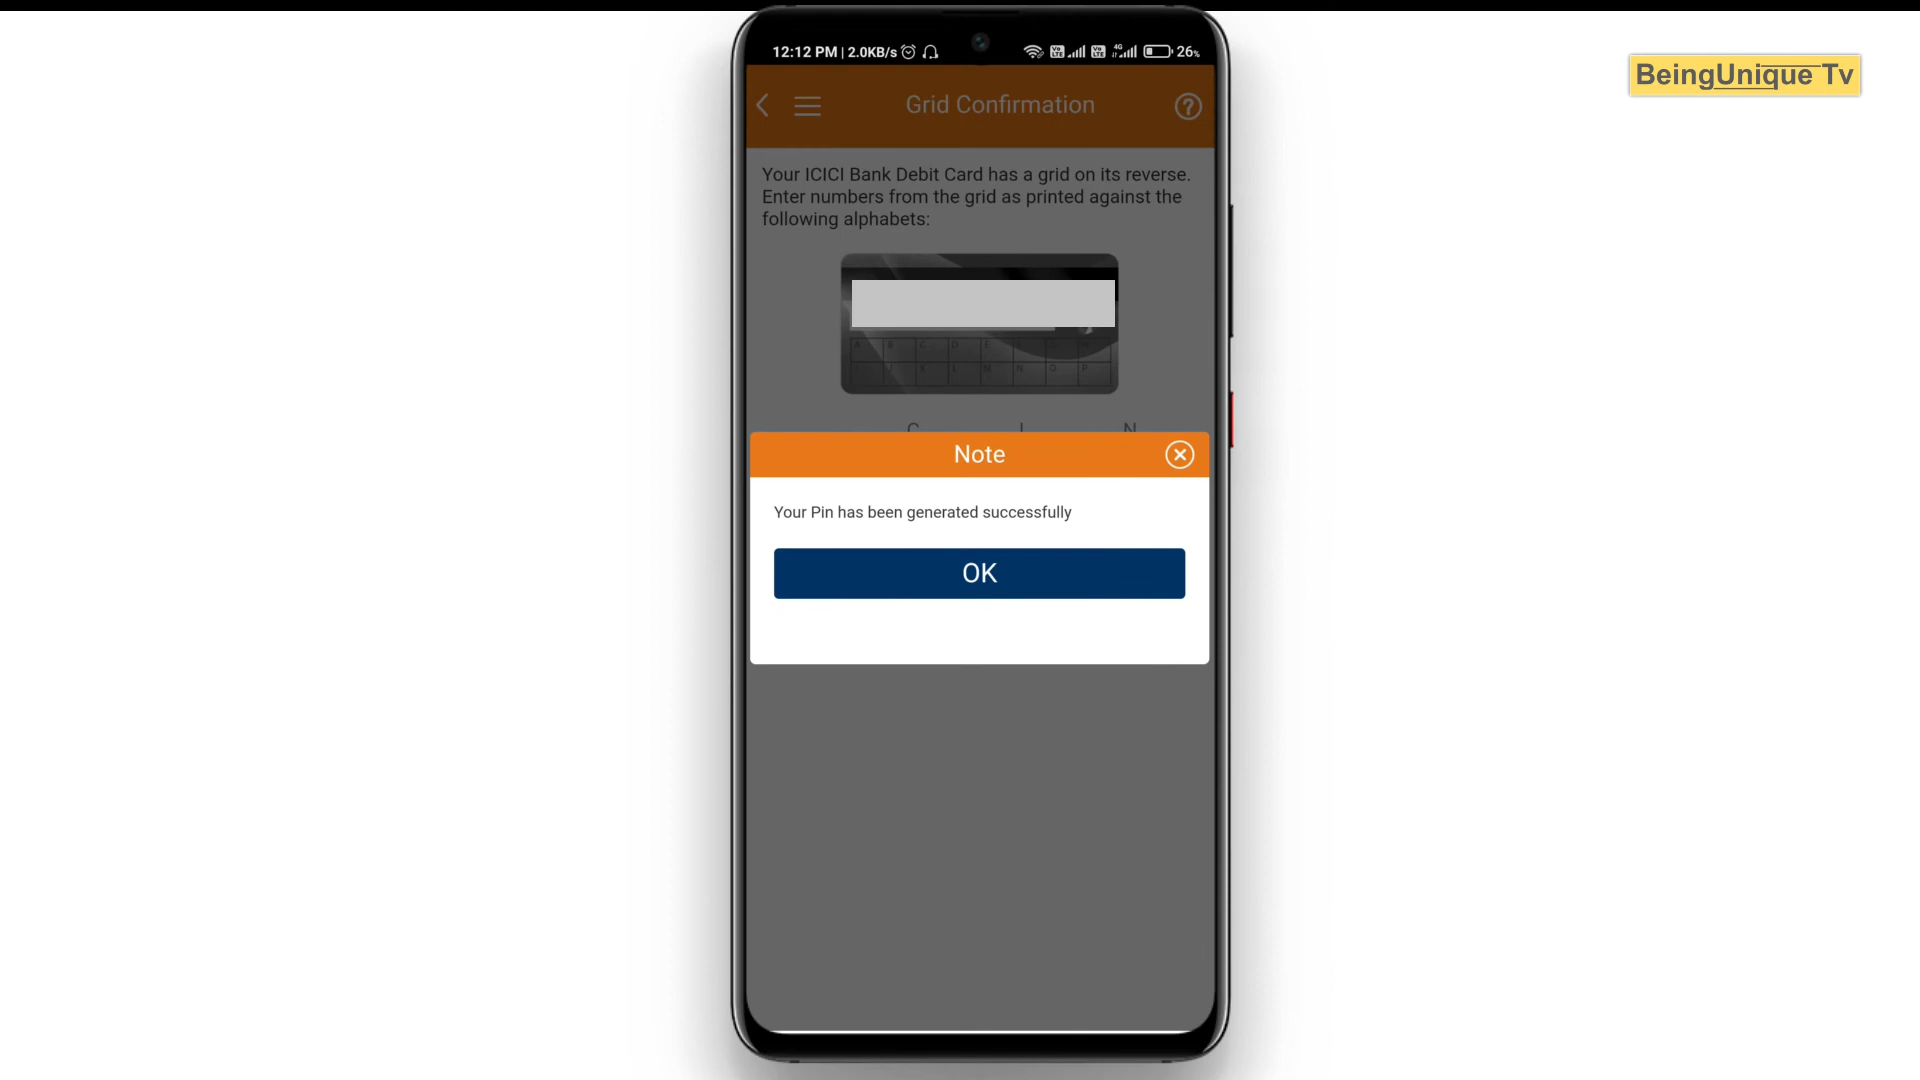 12:12 PM | 2.0KB/s 4G 26%
BeingUnique Tv
Grid Confirmation
Your ICICI Bank Debit Card has a grid on its reverse.
Enter numbers from the grid as printed against the
following alphabets:
A B C D E
M N O P
C I N
Note
Your Pin has been generated successfully
OK